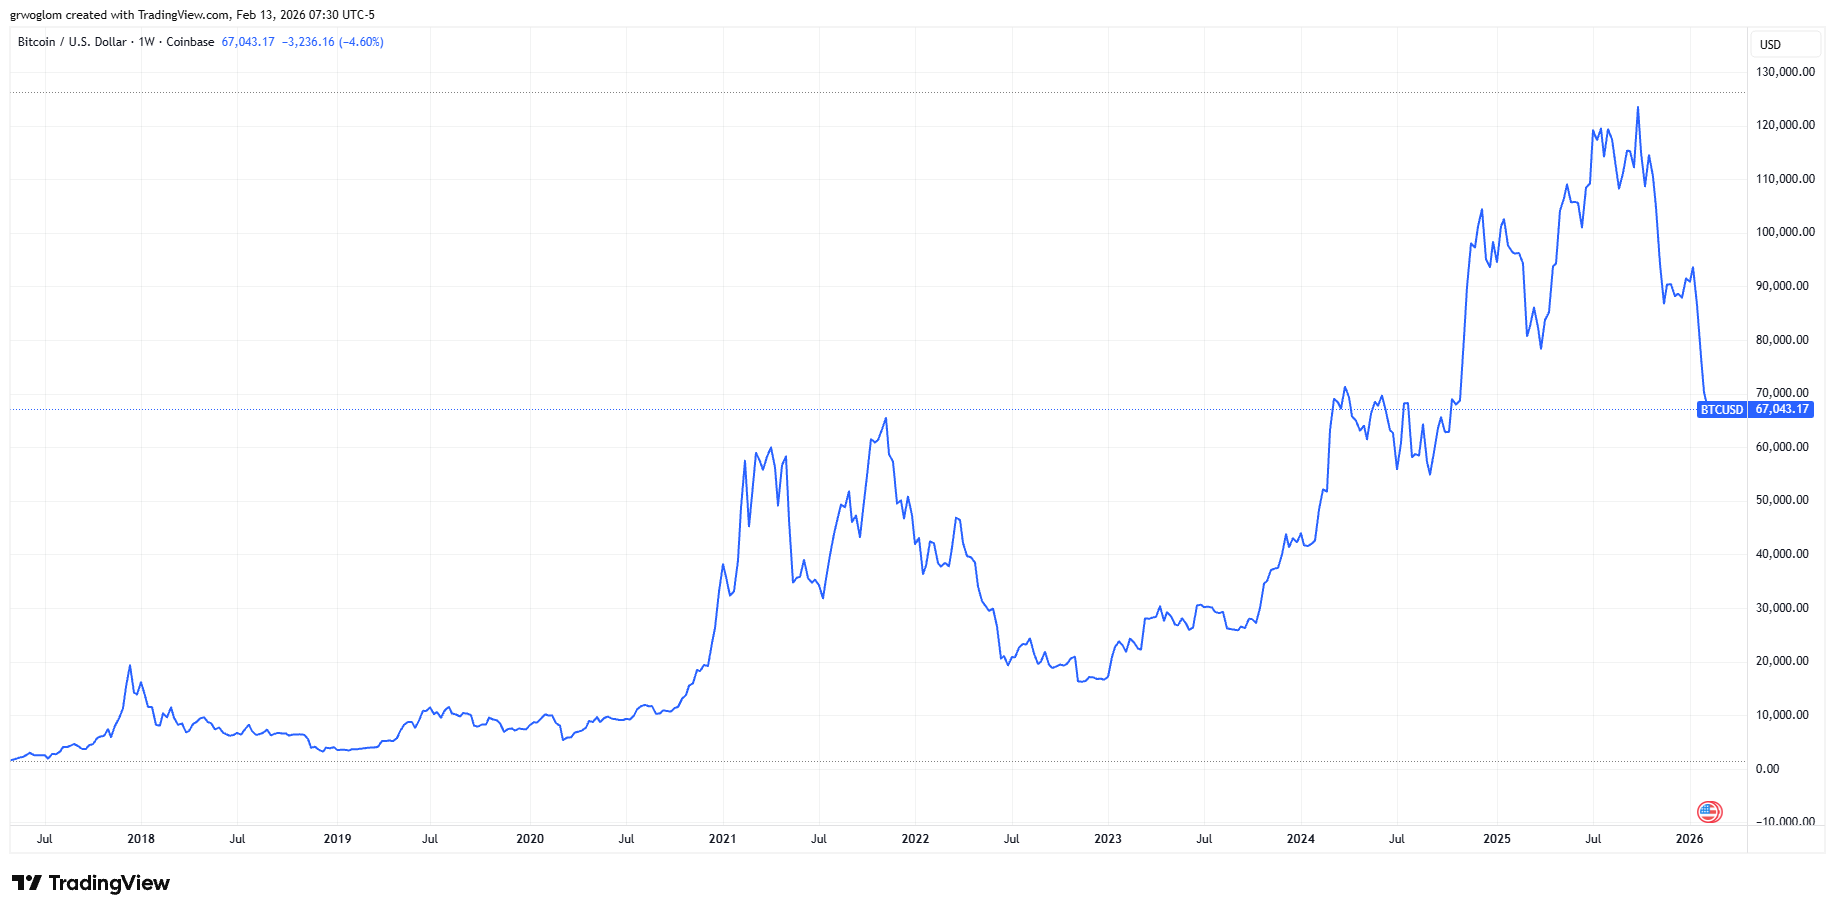 grwoglom created with TradingView.com, Feb 13, 2026 07:30 UTC-5
Bitcoin / U.S. Dollar · 1W · Coinbase 67,043.17 −3,236.16 (−4.60%)
USD
130,000.00
120,000.00
110,000.00
100,000.00
90,000.00
80,000.00
70,000.00
BTCUSD 67,043.17
60,000.00
50,000.00
40,000.00
30,000.00
20,000.00
10,000.00
0.00
−10,000.00
Jul 2018 Jul 2019 Jul 2020 Jul 2021 Jul 2022 Jul 2023 Jul 2024 Jul 2025 Jul 2026
TradingView